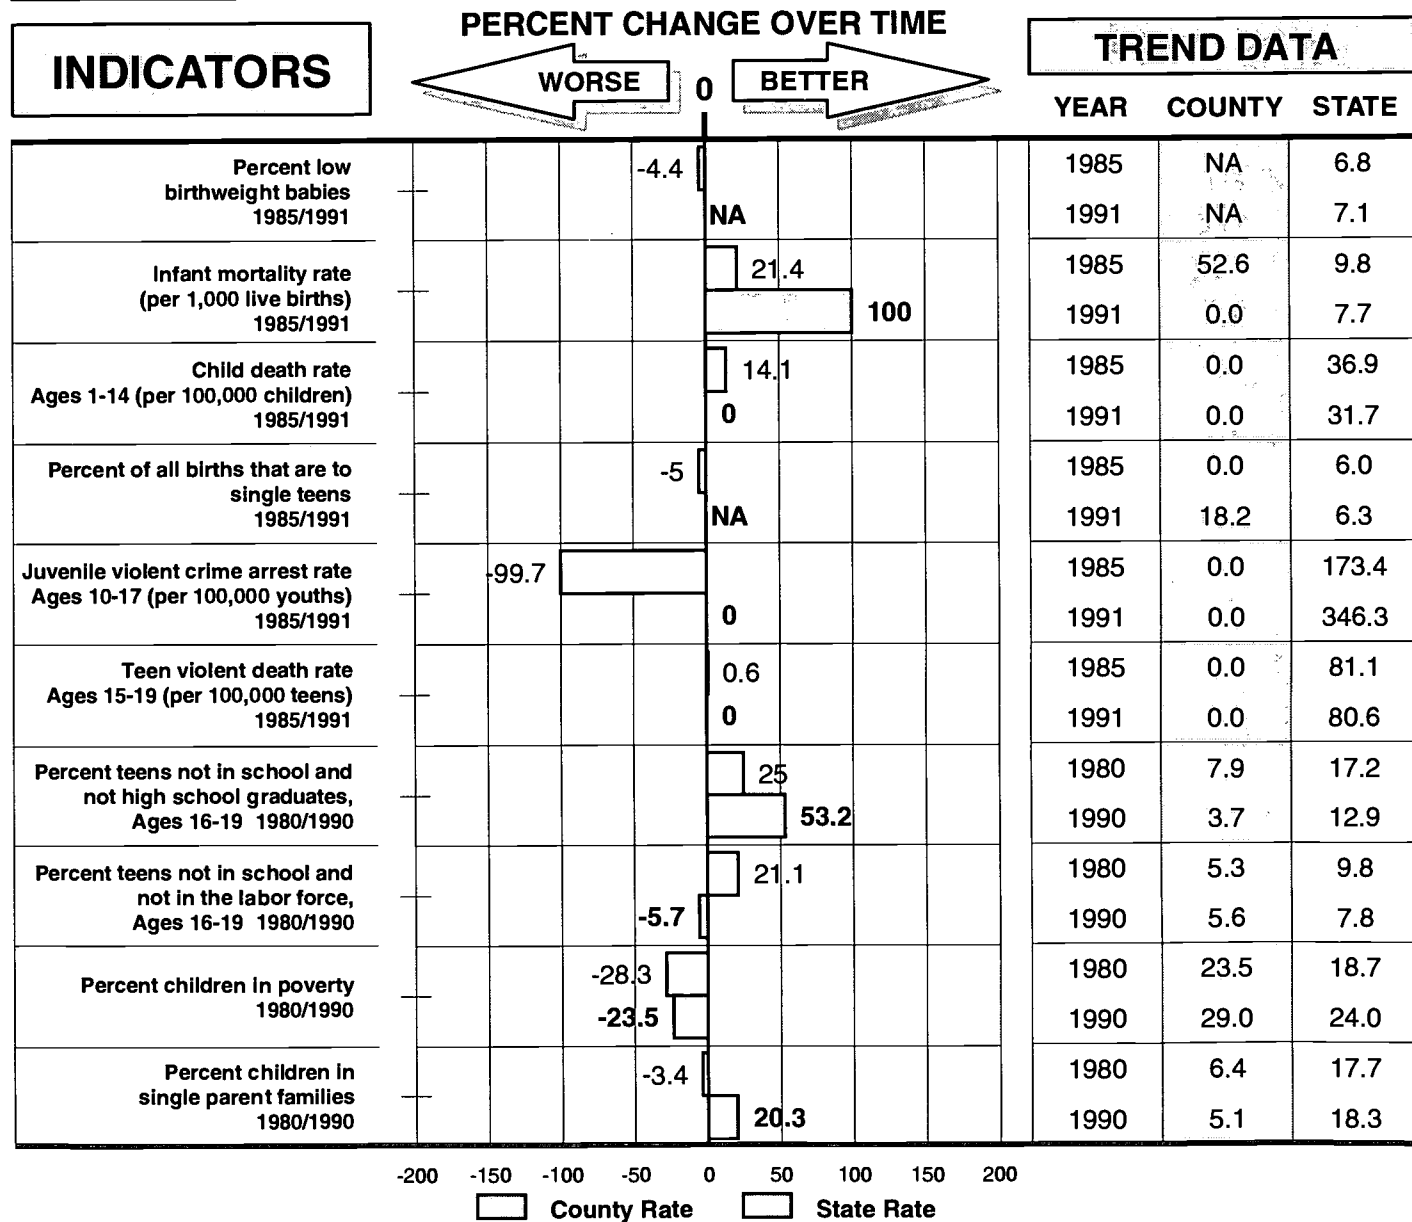 PERCENT CHANGE OVER TIME
INDICATORS
WORSE
0
BETTER
TREND DATA
YEAR COUNTY STATE
Percent low
birthweight babies
1985/1991
-4.4
NA
1985 NA 6.8
1991 NA 7.1
Infant mortality rate
(per 1,000 live births)
1985/1991
21.4
100
1985 52.6 9.8
1991 0.0 7.7
Child death rate
Ages 1-14 (per 100,000 children)
1985/1991
14.1
0
1985 0.0 36.9
1991 0.0 31.7
Percent of all births that are to
single teens
1985/1991
-5
NA
1985 0.0 6.0
1991 18.2 6.3
Juvenile violent crime arrest rate
Ages 10-17 (per 100,000 youths)
1985/1991
-99.7
0
1985 0.0 173.4
1991 0.0 346.3
Teen violent death rate
Ages 15-19 (per 100,000 teens)
1985/1991
0.6
0
1985 0.0 81.1
1991 0.0 80.6
Percent teens not in school and
not high school graduates,
Ages 16-19 1980/1990
25
53.2
1980 7.9 17.2
1990 3.7 12.9
Percent teens not in school and
not in the labor force,
Ages 16-19 1980/1990
21.1
-5.7
1980 5.3 9.8
1990 5.6 7.8
Percent children in poverty
1980/1990
-28.3
-23.5
1980 23.5 18.7
1990 29.0 24.0
Percent children in
single parent families
1980/1990
-3.4
20.3
1980 6.4 17.7
1990 5.1 18.3
-200 -150 -100 -50 0 50 100 150 200
County Rate State Rate